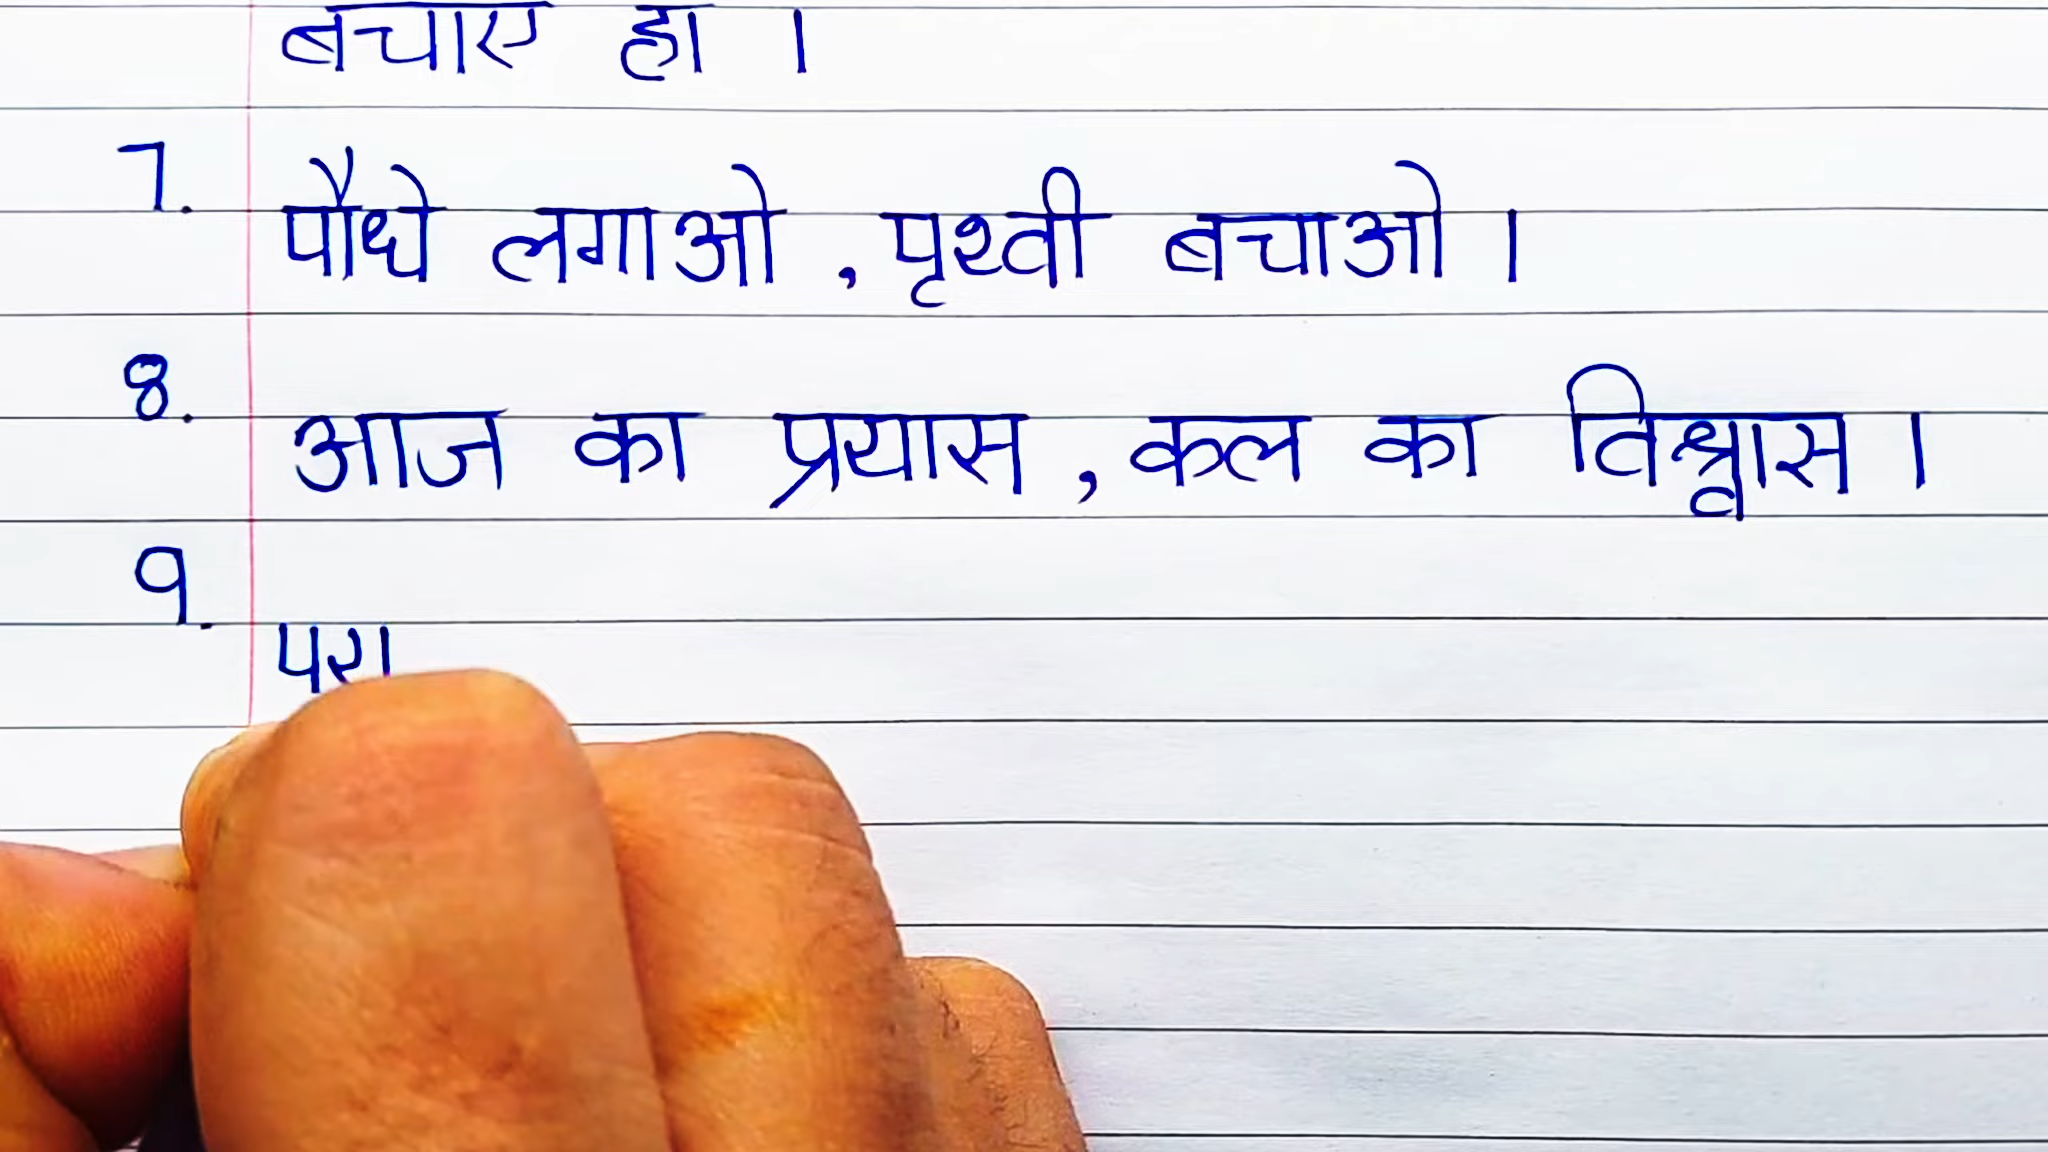 बचाए हो ।
7. पौधे लगाओ , पृथ्वी बचाओ ।
8. आज का प्रयास , कल का विश्वास ।
9.